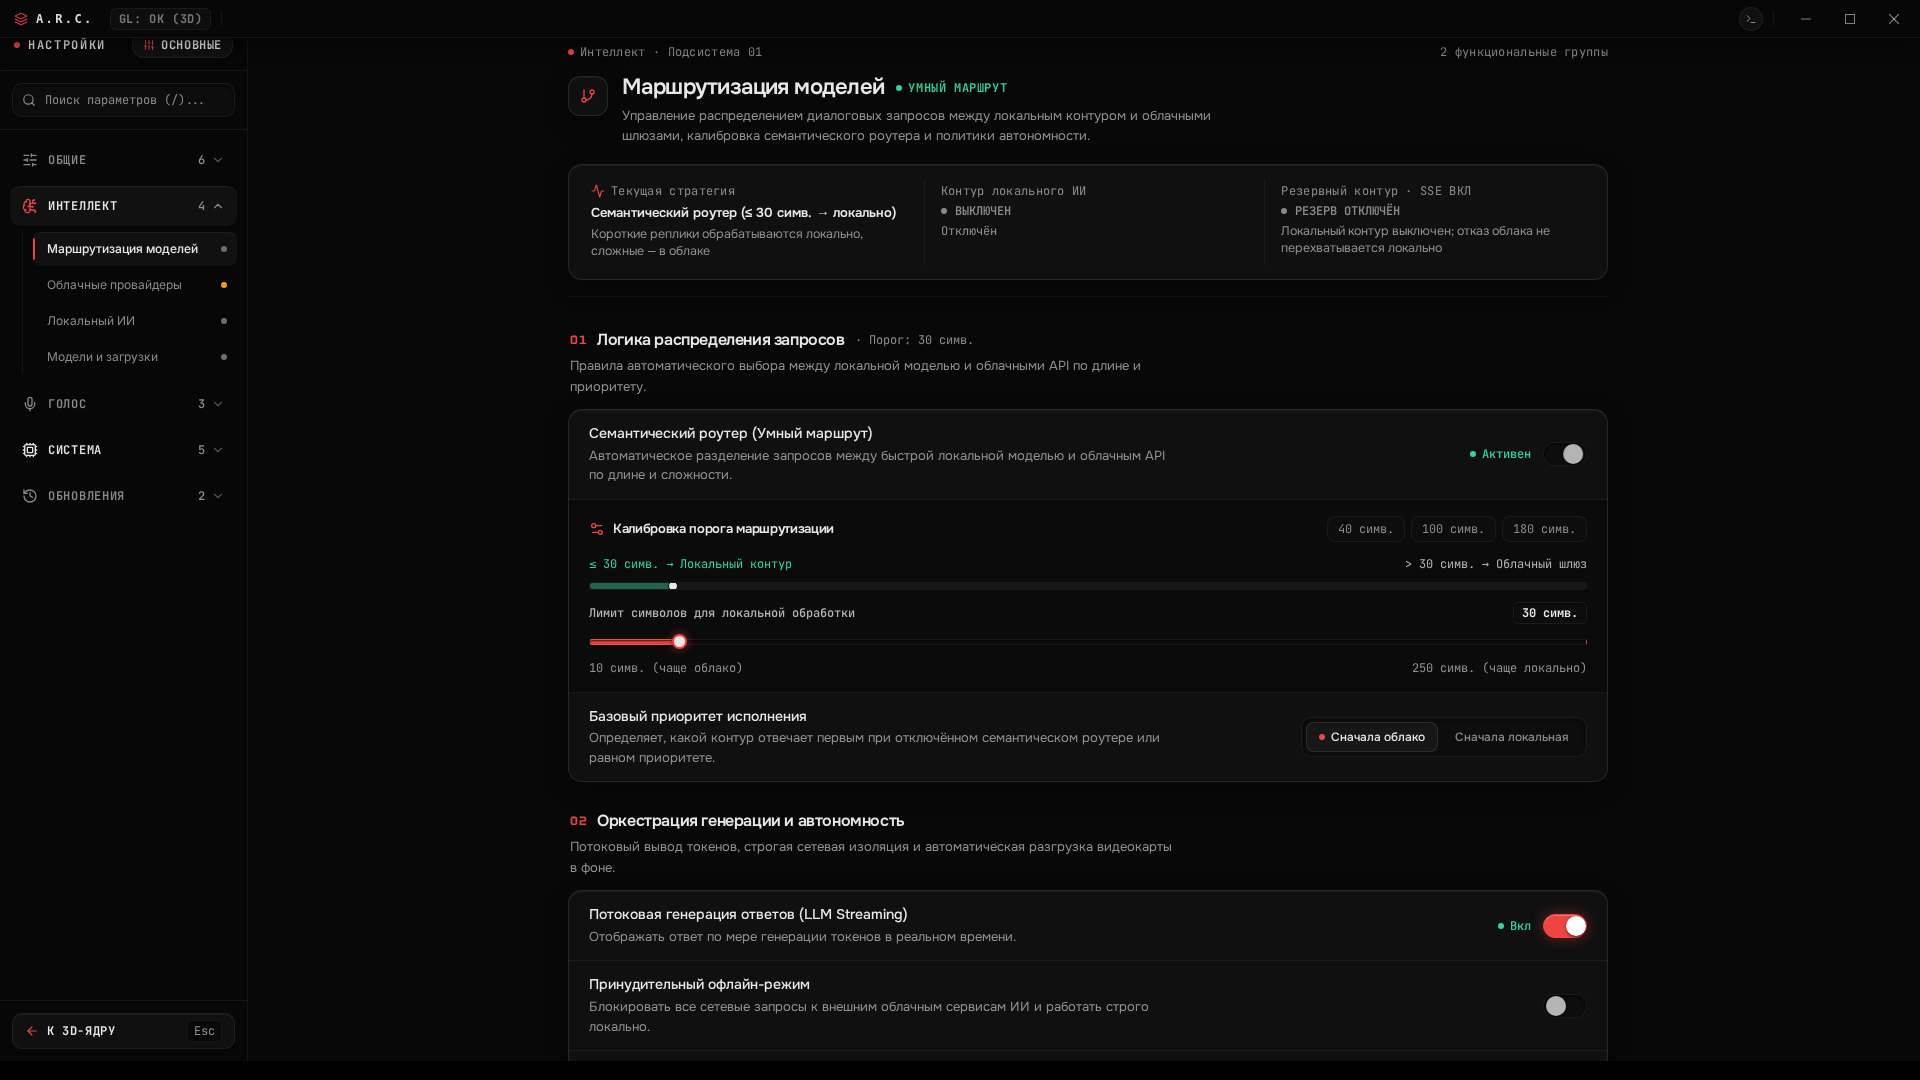 A.R.C.
GL: OK (3D)
НАСТРОЙКИ
ОСНОВНЫЕ
Поиск параметров (/)...
ОБЩИЕ 6
ИНТЕЛЛЕКТ 4
Маршрутизация моделей
Облачные провайдеры
Локальный ИИ
Модели и загрузки
ГОЛОС 3
СИСТЕМА 5
ОБНОВЛЕНИЯ 2
К 3D-ЯДРУ Esc
Интеллект · Подсистема 01
2 функциональные группы
Маршрутизация моделей
УМНЫЙ МАРШРУТ
Управление распределением диалоговых запросов между локальным контуром и облачными
шлюзами, калибровка семантического роутера и политики автономности.
Текущая стратегия
Семантический роутер (≤ 30 симв. → локально)
Короткие реплики обрабатываются локально,
сложные — в облаке
Контур локального ИИ
ВЫКЛЮЧЕН
Отключён
Резервный контур · SSE ВКЛ
РЕЗЕРВ ОТКЛЮЧЁН
Локальный контур выключен; отказ облака не
перехватывается локально
01 Логика распределения запросов · Порог: 30 симв.
Правила автоматического выбора между локальной моделью и облачными API по длине и
приоритету.
Семантический роутер (Умный маршрут)
Автоматическое разделение запросов между быстрой локальной моделью и облачным API
по длине и сложности.
Активен
Калибровка порога маршрутизации
40 симв. 100 симв. 180 симв.
≤ 30 симв. → Локальный контур
> 30 симв. → Облачный шлюз
Лимит символов для локальной обработки
30 симв.
10 симв. (чаще облако)
250 симв. (чаще локально)
Базовый приоритет исполнения
Определяет, какой контур отвечает первым при отключённом семантическом роутере или
равном приоритете.
Сначала облако
Сначала локальная
02 Оркестрация генерации и автономность
Потоковый вывод токенов, строгая сетевая изоляция и автоматическая разгрузка видеокарты
в фоне.
Потоковая генерация ответов (LLM Streaming)
Отображать ответ по мере генерации токенов в реальном времени.
Вкл
Принудительный офлайн-режим
Блокировать все сетевые запросы к внешним облачным сервисам ИИ и работать строго
локально.